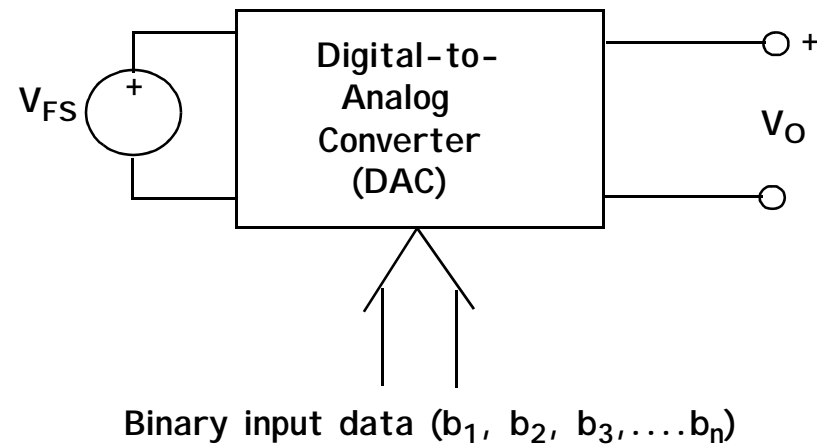 Digital-to-
Analog
Converter
(DAC)
V_FS
+
+
V_O
Binary input data (b_1, b_2, b_3,....b_n)